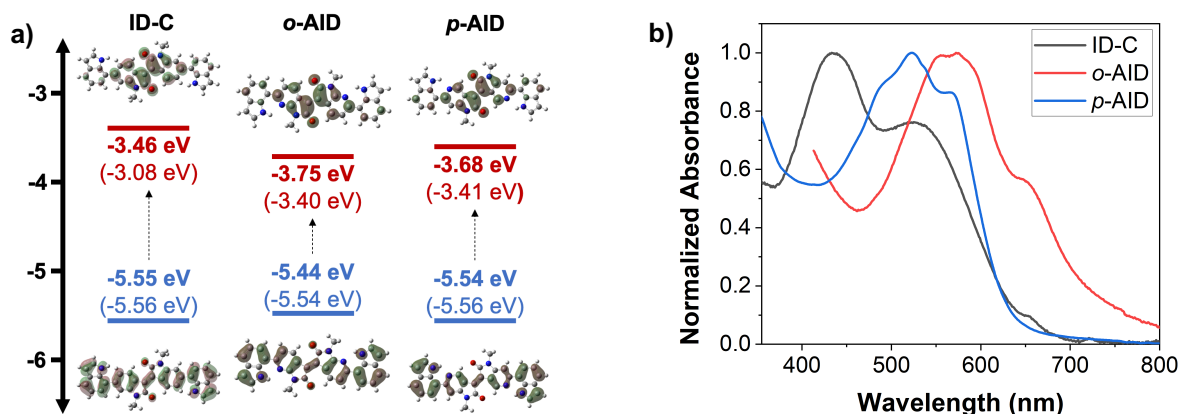 a)
ID-C
o-AID
p-AID
-3
-4
-5
-6
-3.46 eV
(-3.08 eV)
-3.75 eV
(-3.40 eV)
-3.68 eV
(-3.41 eV)
-5.55 eV
(-5.56 eV)
-5.44 eV
(-5.54 eV)
-5.54 eV
(-5.56 eV)
b)
ID-C
o-AID
p-AID
Normalized Absorbance
1.0
0.8
0.6
0.4
0.2
0.0
400 500 600 700 800
Wavelength (nm)